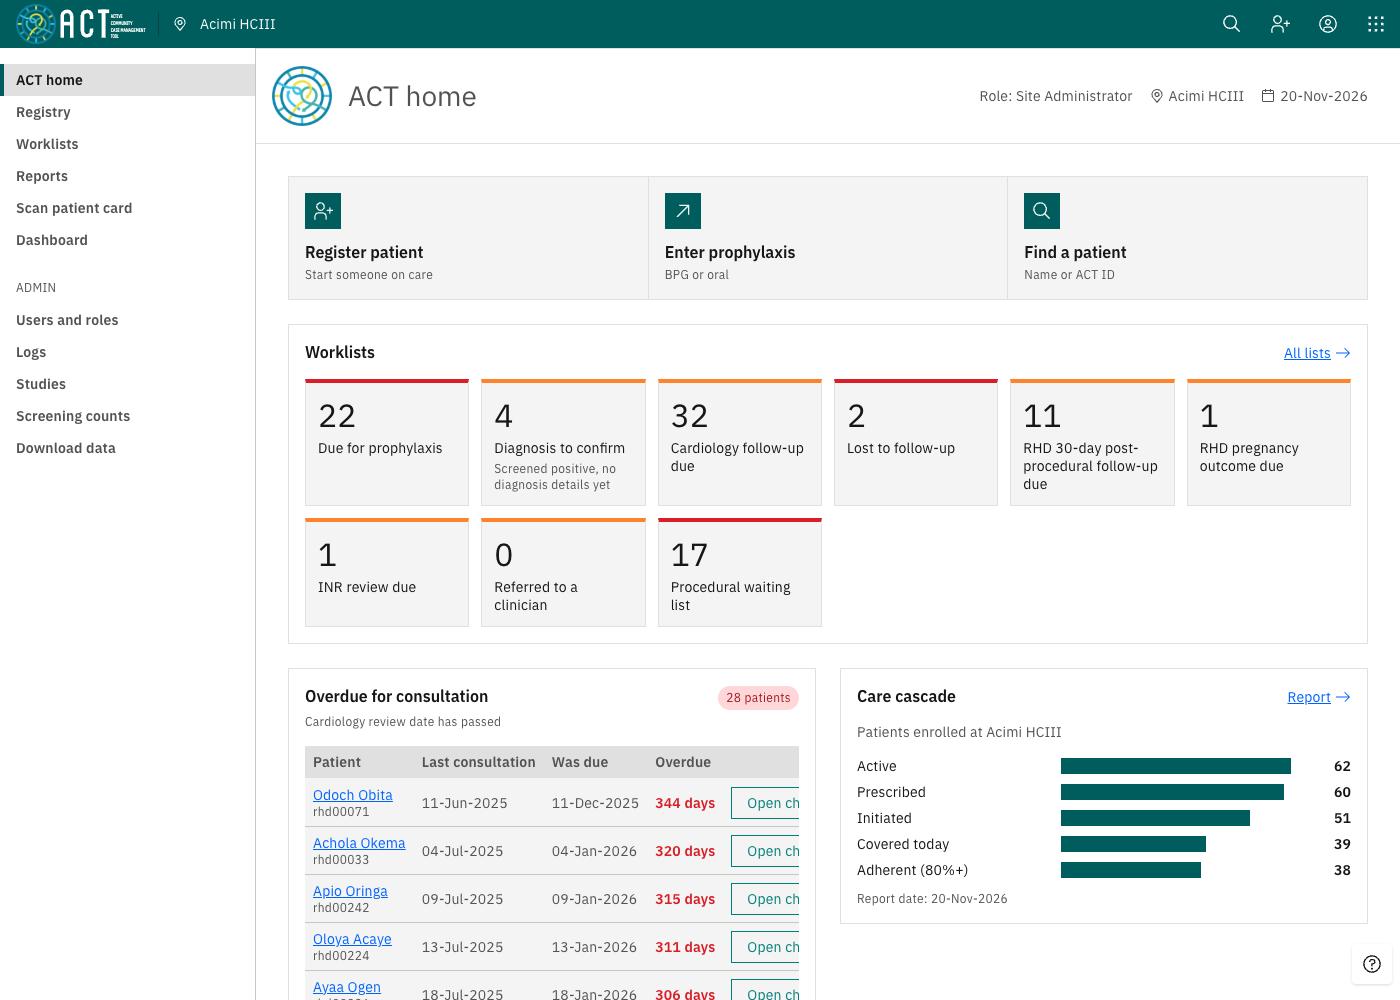 ACT ACTIVE COMMUNITY CASE MANAGEMENT TOOL
Acimi HCIII
ACT home
Registry
Worklists
Reports
Scan patient card
Dashboard
ADMIN
Users and roles
Logs
Studies
Screening counts
Download data
ACT home
Role: Site Administrator
Acimi HCIII
20-Nov-2026
Register patient
Start someone on care
Enter prophylaxis
BPG or oral
Find a patient
Name or ACT ID
Worklists
All lists
22
Due for prophylaxis
4
Diagnosis to confirm
Screened positive, no
diagnosis details yet
32
Cardiology follow-up
due
2
Lost to follow-up
11
RHD 30-day post-
procedural follow-up
due
1
RHD pregnancy
outcome due
1
INR review due
0
Referred to a
clinician
17
Procedural waiting
list
Overdue for consultation
28 patients
Cardiology review date has passed
Patient Last consultation Was due Overdue
Odoch Obita
rhd00071
11-Jun-2025 11-Dec-2025 344 days Open ch
Achola Okema
rhd00033
04-Jul-2025 04-Jan-2026 320 days Open ch
Apio Oringa
rhd00242
09-Jul-2025 09-Jan-2026 315 days Open ch
Oloya Acaye
rhd00224
13-Jul-2025 13-Jan-2026 311 days Open ch
Ayaa Ogen
18-Jul-2025 18-Jan-2026 306 days Open ch
Care cascade
Report
Patients enrolled at Acimi HCIII
Active 62
Prescribed 60
Initiated 51
Covered today 39
Adherent (80%+) 38
Report date: 20-Nov-2026